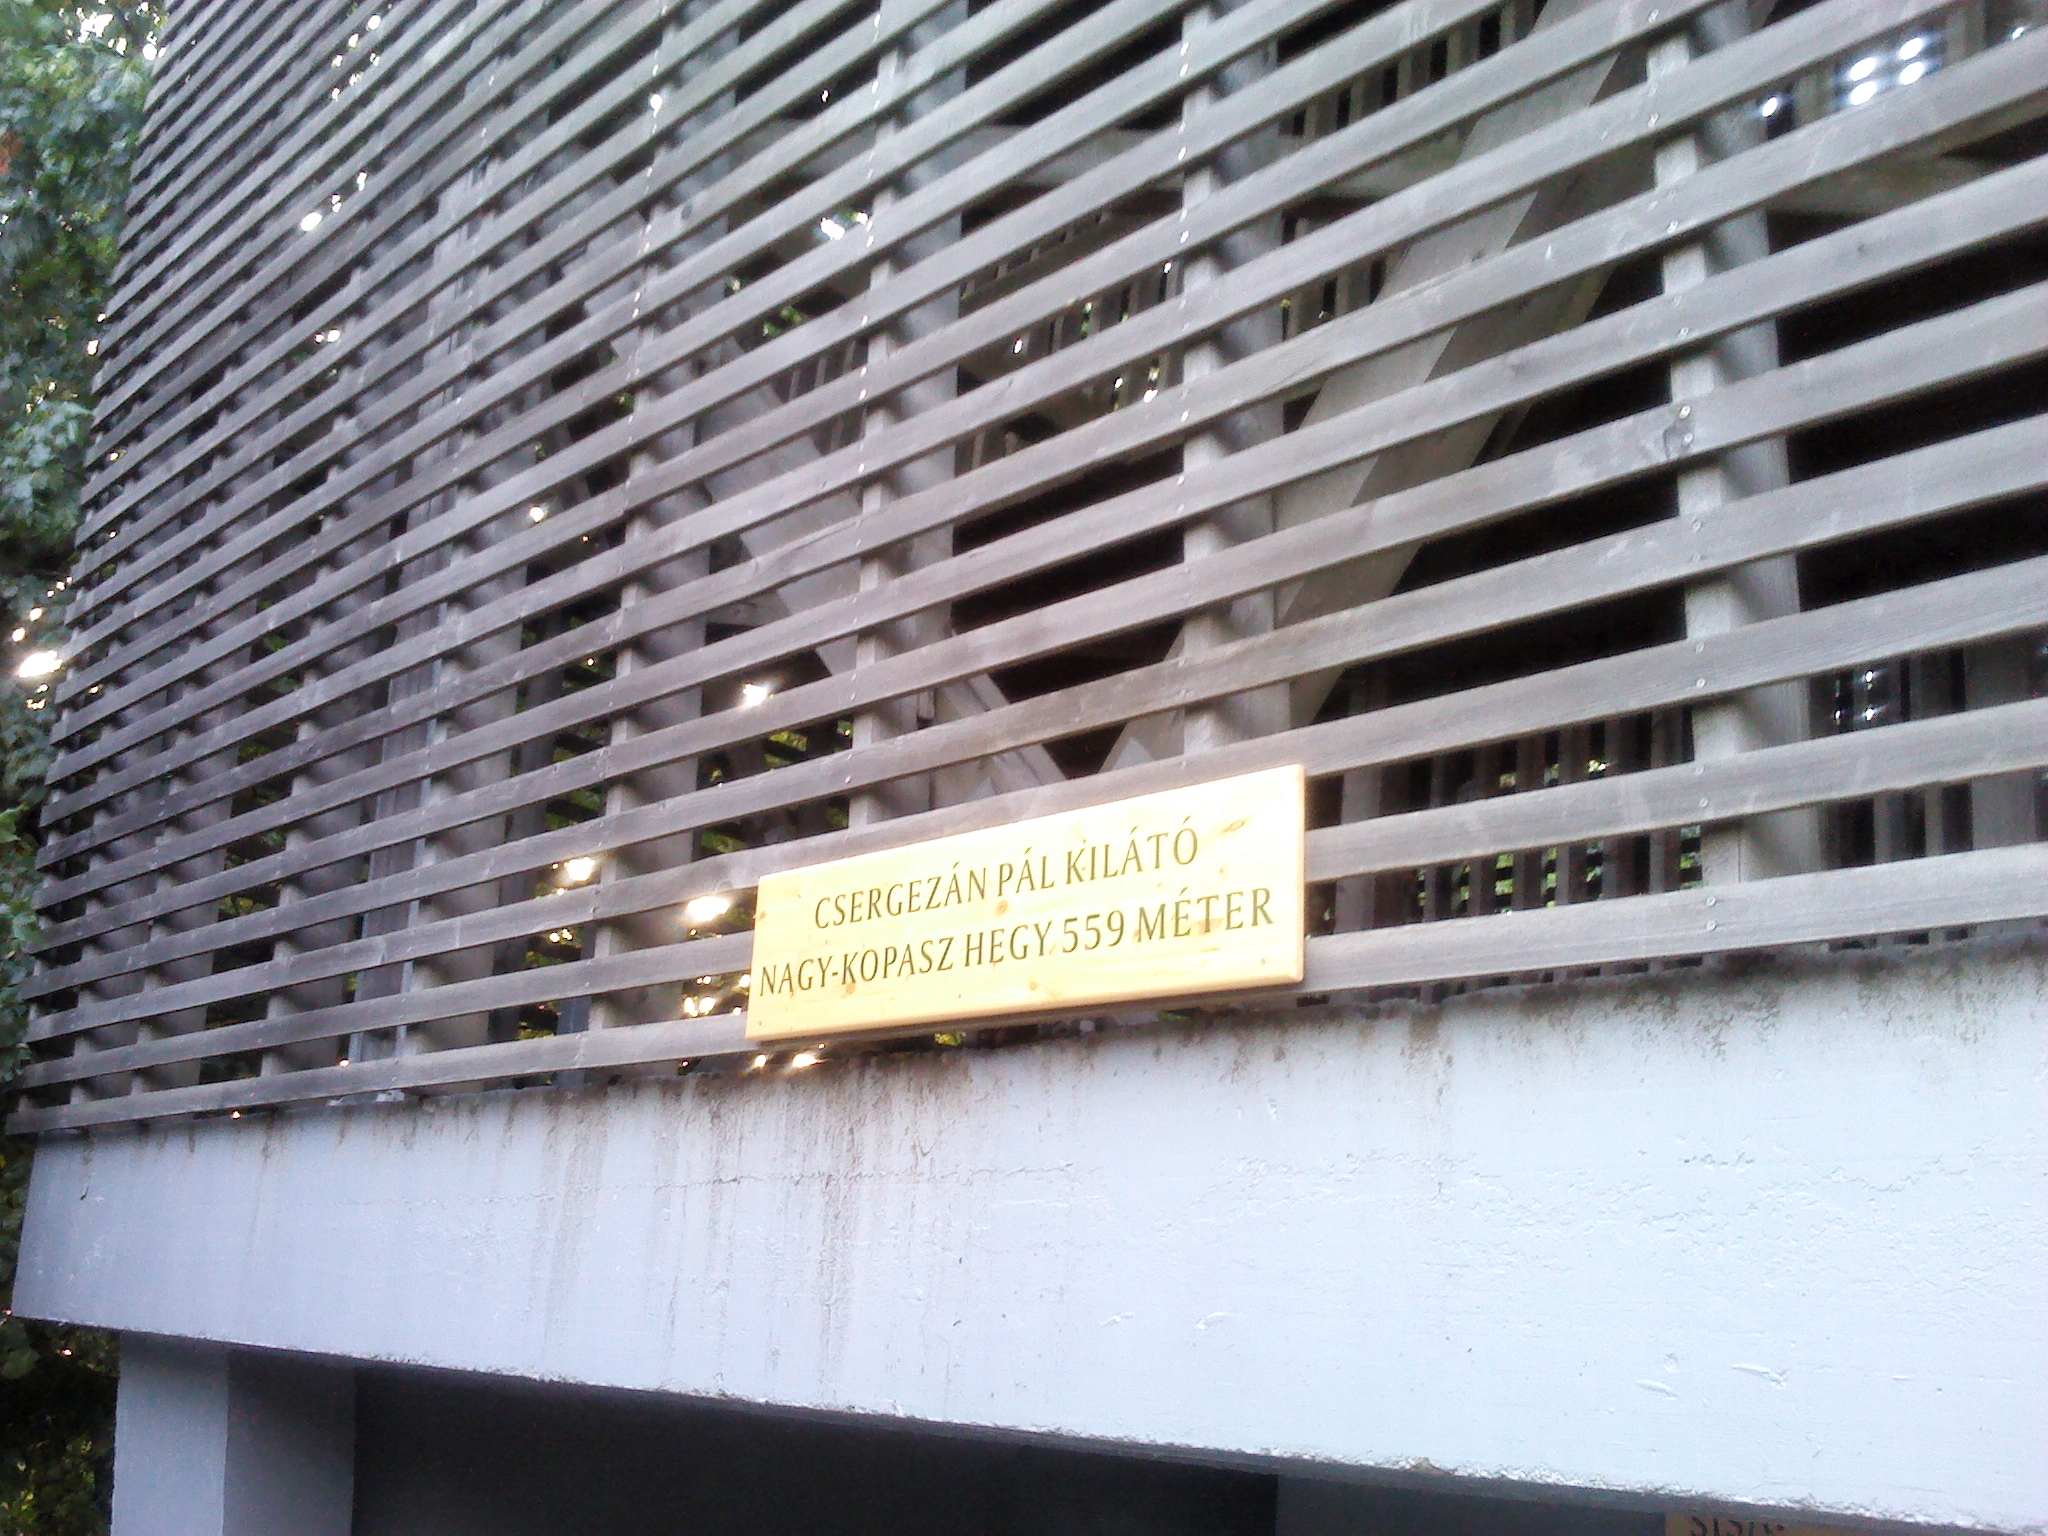 CSERGEZÁN PÁL KILÁTÓ
NAGY-KOPASZ HEGY 559 MÉTER